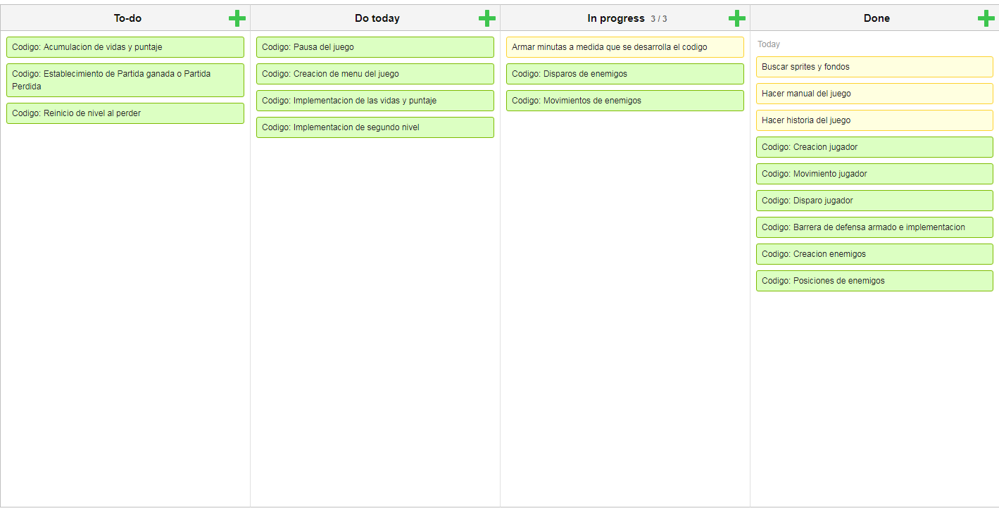 To-do
Codigo: Acumulacion de vidas y puntaje
Codigo: Establecimiento de Partida ganada o Partida
Perdida
Codigo: Reinicio de nivel al perder
Do today
Codigo: Pausa del juego
Codigo: Creacion de menu del juego
Codigo: Implementacion de las vidas y puntaje
Codigo: Implementacion de segundo nivel
In progress 3 / 3
Armar minutas a medida que se desarrolla el codigo
Codigo: Disparos de enemigos
Codigo: Movimientos de enemigos
Done
Today
Buscar sprites y fondos
Hacer manual del juego
Hacer historia del juego
Codigo: Creacion jugador
Codigo: Movimiento jugador
Codigo: Disparo jugador
Codigo: Barrera de defensa armado e implementacion
Codigo: Creacion enemigos
Codigo: Posiciones de enemigos